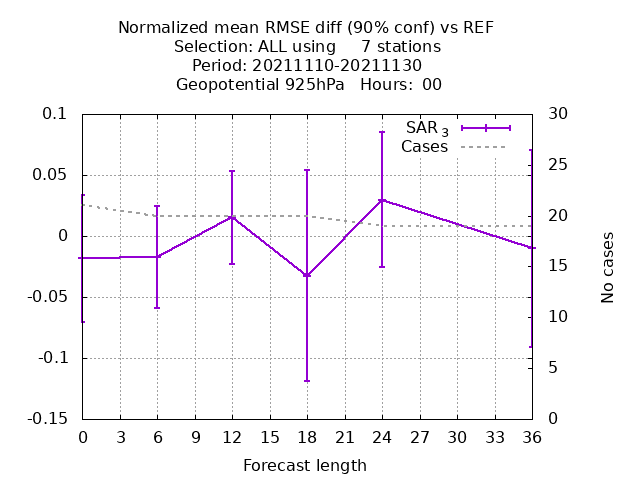 Normalized mean RMSE diff (90% conf) vs REF
Selection: ALL using 7 stations
Period: 20211110-20211130
Geopotential 925hPa Hours: 00
0.1
0.05
0
-0.05
-0.1
-0.15
30
25
20
15
10
5
0
SAR 3
Cases
No cases
0 3 6 9 12 15 18 21 24 27 30 33 36
Forecast length